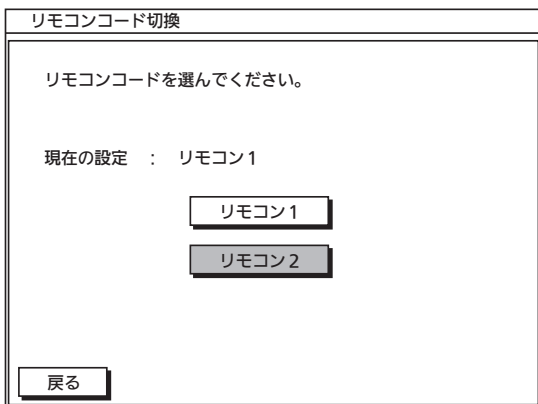 リモコンコード切換
リモコンコードを選んでください。
現在の設定 : リモコン1
リモコン1
リモコン2
戻る